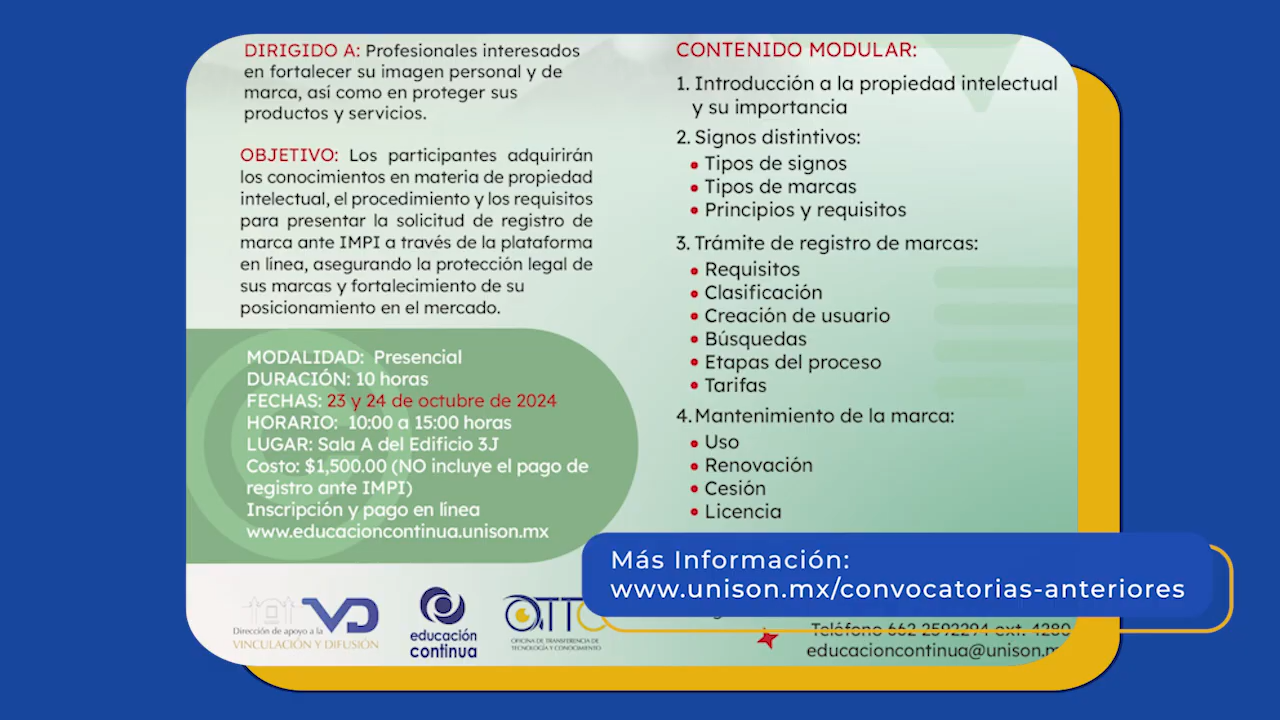 DIRIGIDO A: Profesionales interesados
en fortalecer su imagen personal y de
marca, así como en proteger sus
productos y servicios.
OBJETIVO: Los participantes adquirirán
los conocimientos en materia de propiedad
intelectual, el procedimiento y los requisitos
para presentar la solicitud de registro de
marca ante IMPI a través de la plataforma
en línea, asegurando la protección legal de
sus marcas y fortalecimiento de su
posicionamiento en el mercado.
MODALIDAD: Presencial
DURACIÓN: 10 horas
FECHAS: 23 y 24 de octubre de 2024
HORARIO: 10:00 a 15:00 horas
LUGAR: Sala A del Edificio 3J
Costo: $1,500.00 (NO incluye el pago de
registro ante IMPI)
Inscripción y pago en línea
www.educacioncontinua.unison.mx
CONTENIDO MODULAR:
1. Introducción a la propiedad intelectual
y su importancia
2. Signos distintivos:
• Tipos de signos
• Tipos de marcas
• Principios y requisitos
3. Trámite de registro de marcas:
• Requisitos
• Clasificación
• Creación de usuario
• Búsquedas
• Etapas del proceso
• Tarifas
4. Mantenimiento de la marca:
• Uso
• Renovación
• Cesión
• Licencia
Más Información:
www.unison.mx/convocatorias-anteriores
VD
Dirección de apoyo a la
VINCULACIÓN Y DIFUSIÓN
educación
continua
OTTC
OFICINA DE TRANSFERENCIA DE
TECNOLOGÍA Y CONOCIMIENTO
Teléfono 662 2592294 ext. 4280
educacioncontinua@unison.m